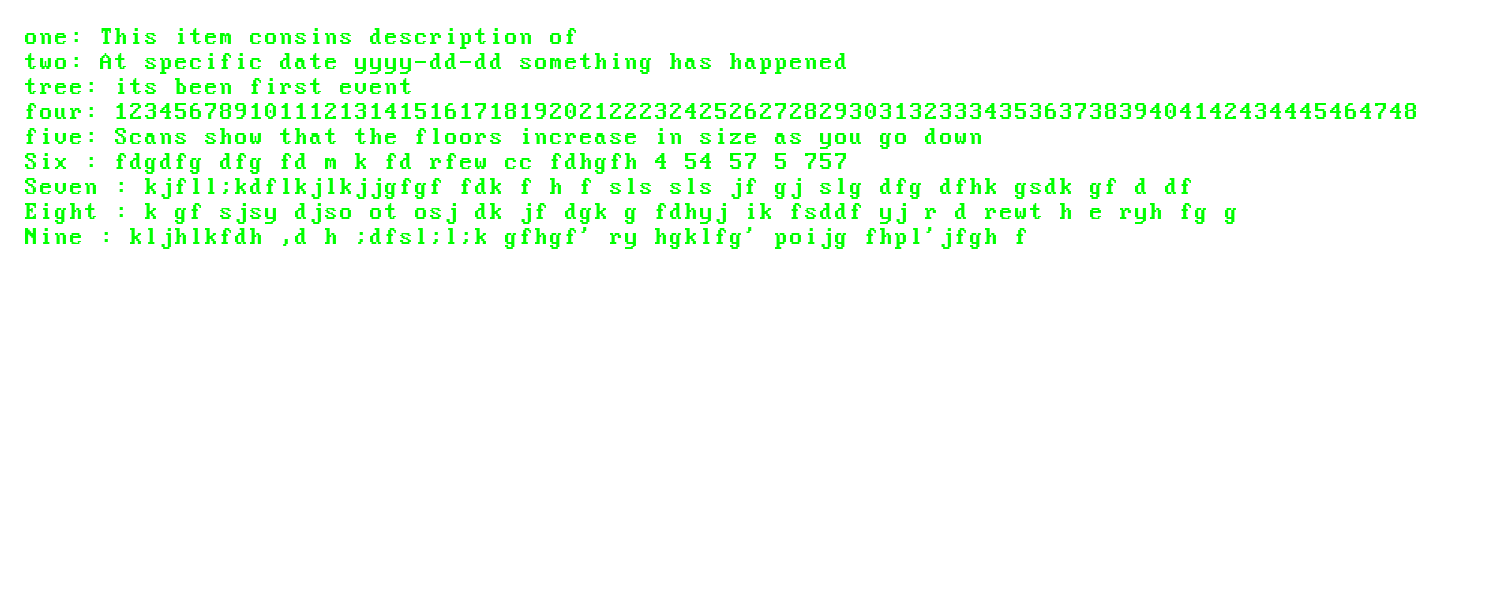 one: This item consins description of
two: At specific date yyyy-dd-dd something has happened
tree: its been first event
four: 123456789101112131415161718192021222324252627282930313233343536373839404142434445464748
five: Scans show that the floors increase in size as you go down
Six : fdgdfg dfg fd m k fd rfew cc fdhgfh 4 54 57 5 757
Seven : kjfll;kdflkjlkjjgfgf fdk f h f sls sls jf gj slg dfg dfhk gsdk gf d df
Eight : k gf sjsy djso ot osj dk jf dgk g fdhyj ik fsddf yj r d rewt h e ryh fg g
Nine : kljhlkfdh ,d h ;dfsl;l;k gfhgf' ry hgklfg' poijg fhpl'jfgh f